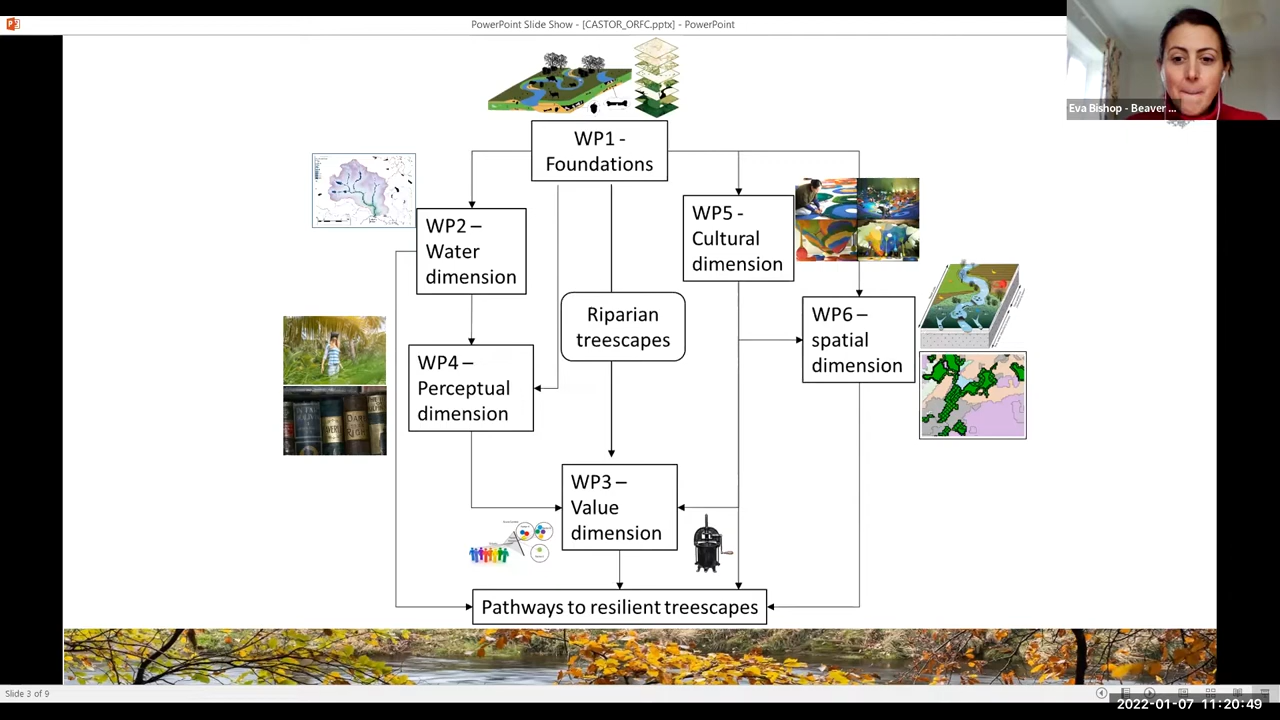 PowerPoint Slide Show - [CASTOR_ORFC.pptx] - PowerPoint
Eva Bishop - Beaver ...
WP1 -
Foundations
WP2 –
Water
dimension
WP5 -
Cultural
dimension
Riparian
treescapes
WP6 –
spatial
dimension
WP4 –
Perceptual
dimension
WP3 –
Value
dimension
Pathways to resilient treescapes
Slide 3 of 9
2022-01-07 11:20:49